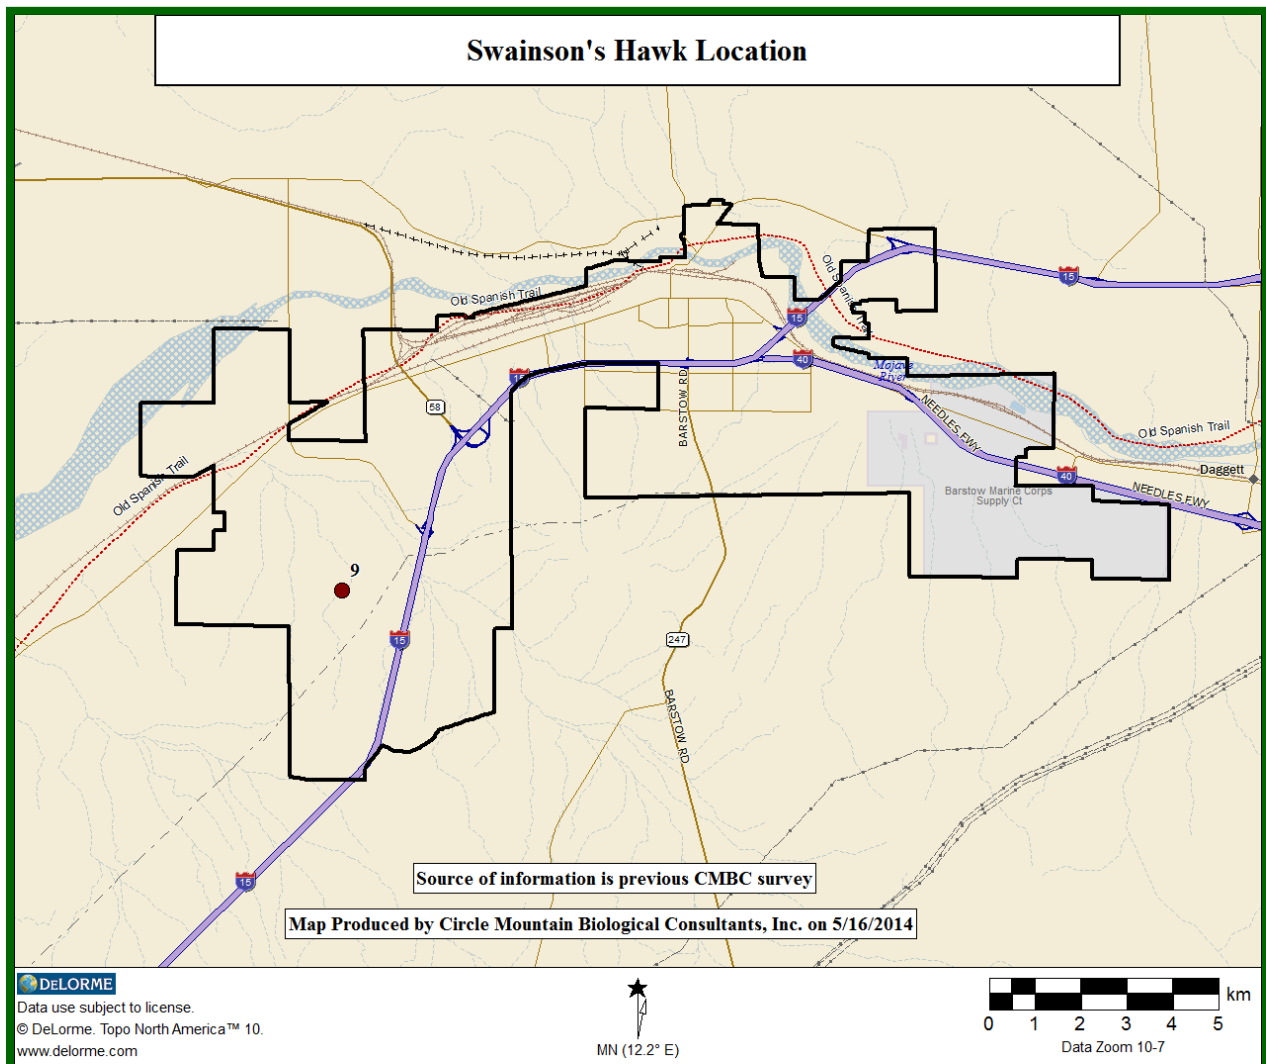 Swainson's Hawk Location
15
Old Spanish Trail
Old Spanish Trail
15
40
Mojave
River
15
58
BARSTOW RD
NEEDLES FWY
Old Spanish Trail
Daggett
40
NEEDLES FWY
Old Spanish Trail
Barstow Marine Corps
Supply Ct
9
15
247
BARSTOW RD
15
Source of information is previous CMBC survey
Map Produced by Circle Mountain Biological Consultants, Inc. on 5/16/2014
DELORME
Data use subject to license.
© DeLorme. Topo North America™ 10.
www.delorme.com
MN (12.2° E)
km
0 1 2 3 4 5
Data Zoom 10-7